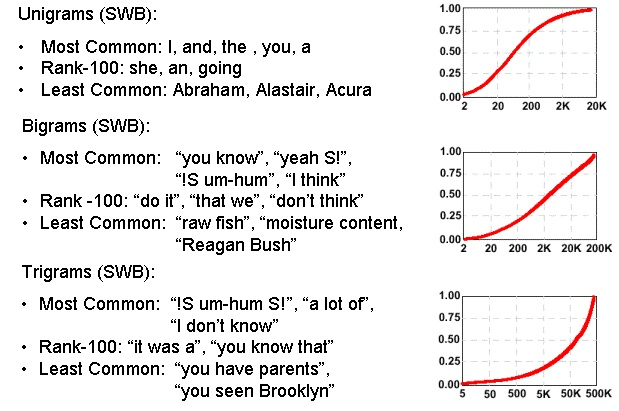 Unigrams (SWB):
• Most Common: I, and, the , you, a
• Rank-100: she, an, going
• Least Common: Abraham, Alastair, Acura
1.00
0.75
0.50
0.25
0.00
2 20 200 2K 20K
Bigrams (SWB):
• Most Common: “you know”, “yeah S!”,
“!S um-hum”, “I think”
• Rank -100: “do it”, “that we”, “don’t think”
• Least Common: “raw fish”, “moisture content,
“Reagan Bush”
1.00
0.75
0.50
0.25
0.00
2 20 200 2K 20K 200K
Trigrams (SWB):
• Most Common: “!S um-hum S!”, “a lot of”,
“I don’t know”
• Rank-100: “it was a”, “you know that”
• Least Common: “you have parents”,
“you seen Brooklyn”
1.00
0.75
0.50
0.25
0.00
5 50 500 5K 50K 500K